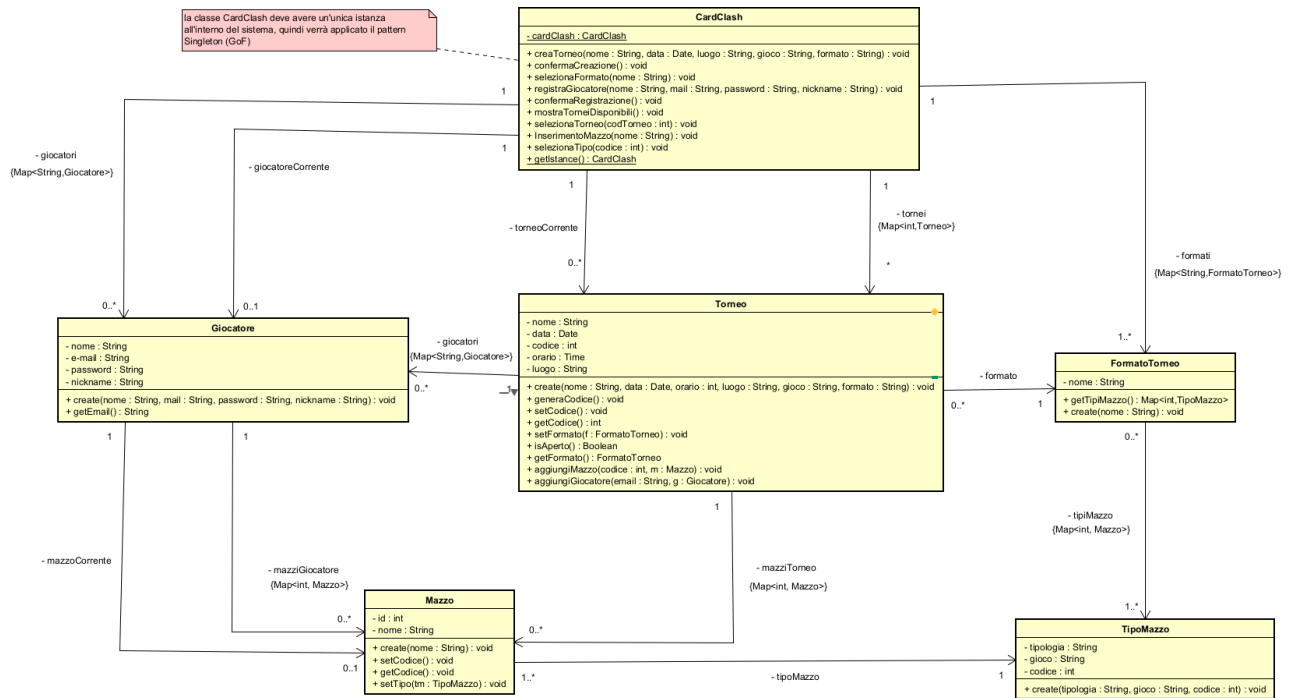 la classe CardClash deve avere un'unica istanza
all'interno del sistema, quindi verrà applicato il pattern
Singleton (GoF)
CardClash
- cardClash : CardClash
+ creaTorneo(nome : String, data : Date, luogo : String, gioco : String, formato : String) : void
+ confermaCreazione() : void
+ selezionaFormato(nome : String) : void
+ registraGiocatore(nome : String, mail : String, password : String, nickname : String) : void
+ confermaRegistrazione() : void
+ mostraTorneiDisponibili() : void
+ selezionaTorneo(codTorneo : int) : void
+ InserimentoMazzo(nome : String) : void
+ selezionaTipo(codice : int) : void
+ getIstance() : CardClash
1
1
1
1
1
- giocatori
{Map<String,Giocatore>}
0..*
- giocatoreCorrente
0..1
- torneoCorrente
0..*
- tornei
{Map<int,Torneo>}
*
- formati
{Map<String,FormatoTorneo>}
1..*
Giocatore
- nome : String
- e-mail : String
- password : String
- nickname : String
+ create(nome : String, mail : String, password : String, nickname : String) : void
+ getEmail() : String
- giocatori
{Map<String,Giocatore>}
0..*
1
Torneo
- nome : String
- data : Date
- codice : int
- orario : Time
- luogo : String
+ create(nome : String, data : Date, orario : int, luogo : String, gioco : String, formato : String) : void
+ generaCodice() : void
+ setCodice() : void
+ getCodice() : int
+ setFormato(f : FormatoTorneo) : void
+ isAperto() : Boolean
+ getFormato() : FormatoTorneo
+ aggiungiMazzo(codice : int, m : Mazzo) : void
+ aggiungiGiocatore(email : String, g : Giocatore) : void
- formato
0..*
1
FormatoTorneo
- nome : String
+ getTipiMazzo() : Map<int,TipoMazzo>
+ create(nome : String) : void
0..*
- tipiMazzo
{Map<int, Mazzo>}
1..*
1
1
- mazzoCorrente
0..1
- mazziGiocatore
{Map<int, Mazzo>}
0..*
1
- mazziTorneo
{Map<int, Mazzo>}
0..*
Mazzo
- id : int
- nome : String
+ create(nome : String) : void
+ setCodice() : void
+ getCodice() : void
+ setTipo(tm : TipoMazzo) : void
1..*
- tipoMazzo
1
TipoMazzo
- tipologia : String
- gioco : String
- codice : int
+ create(tipologia : String, gioco : String, codice : int) : void